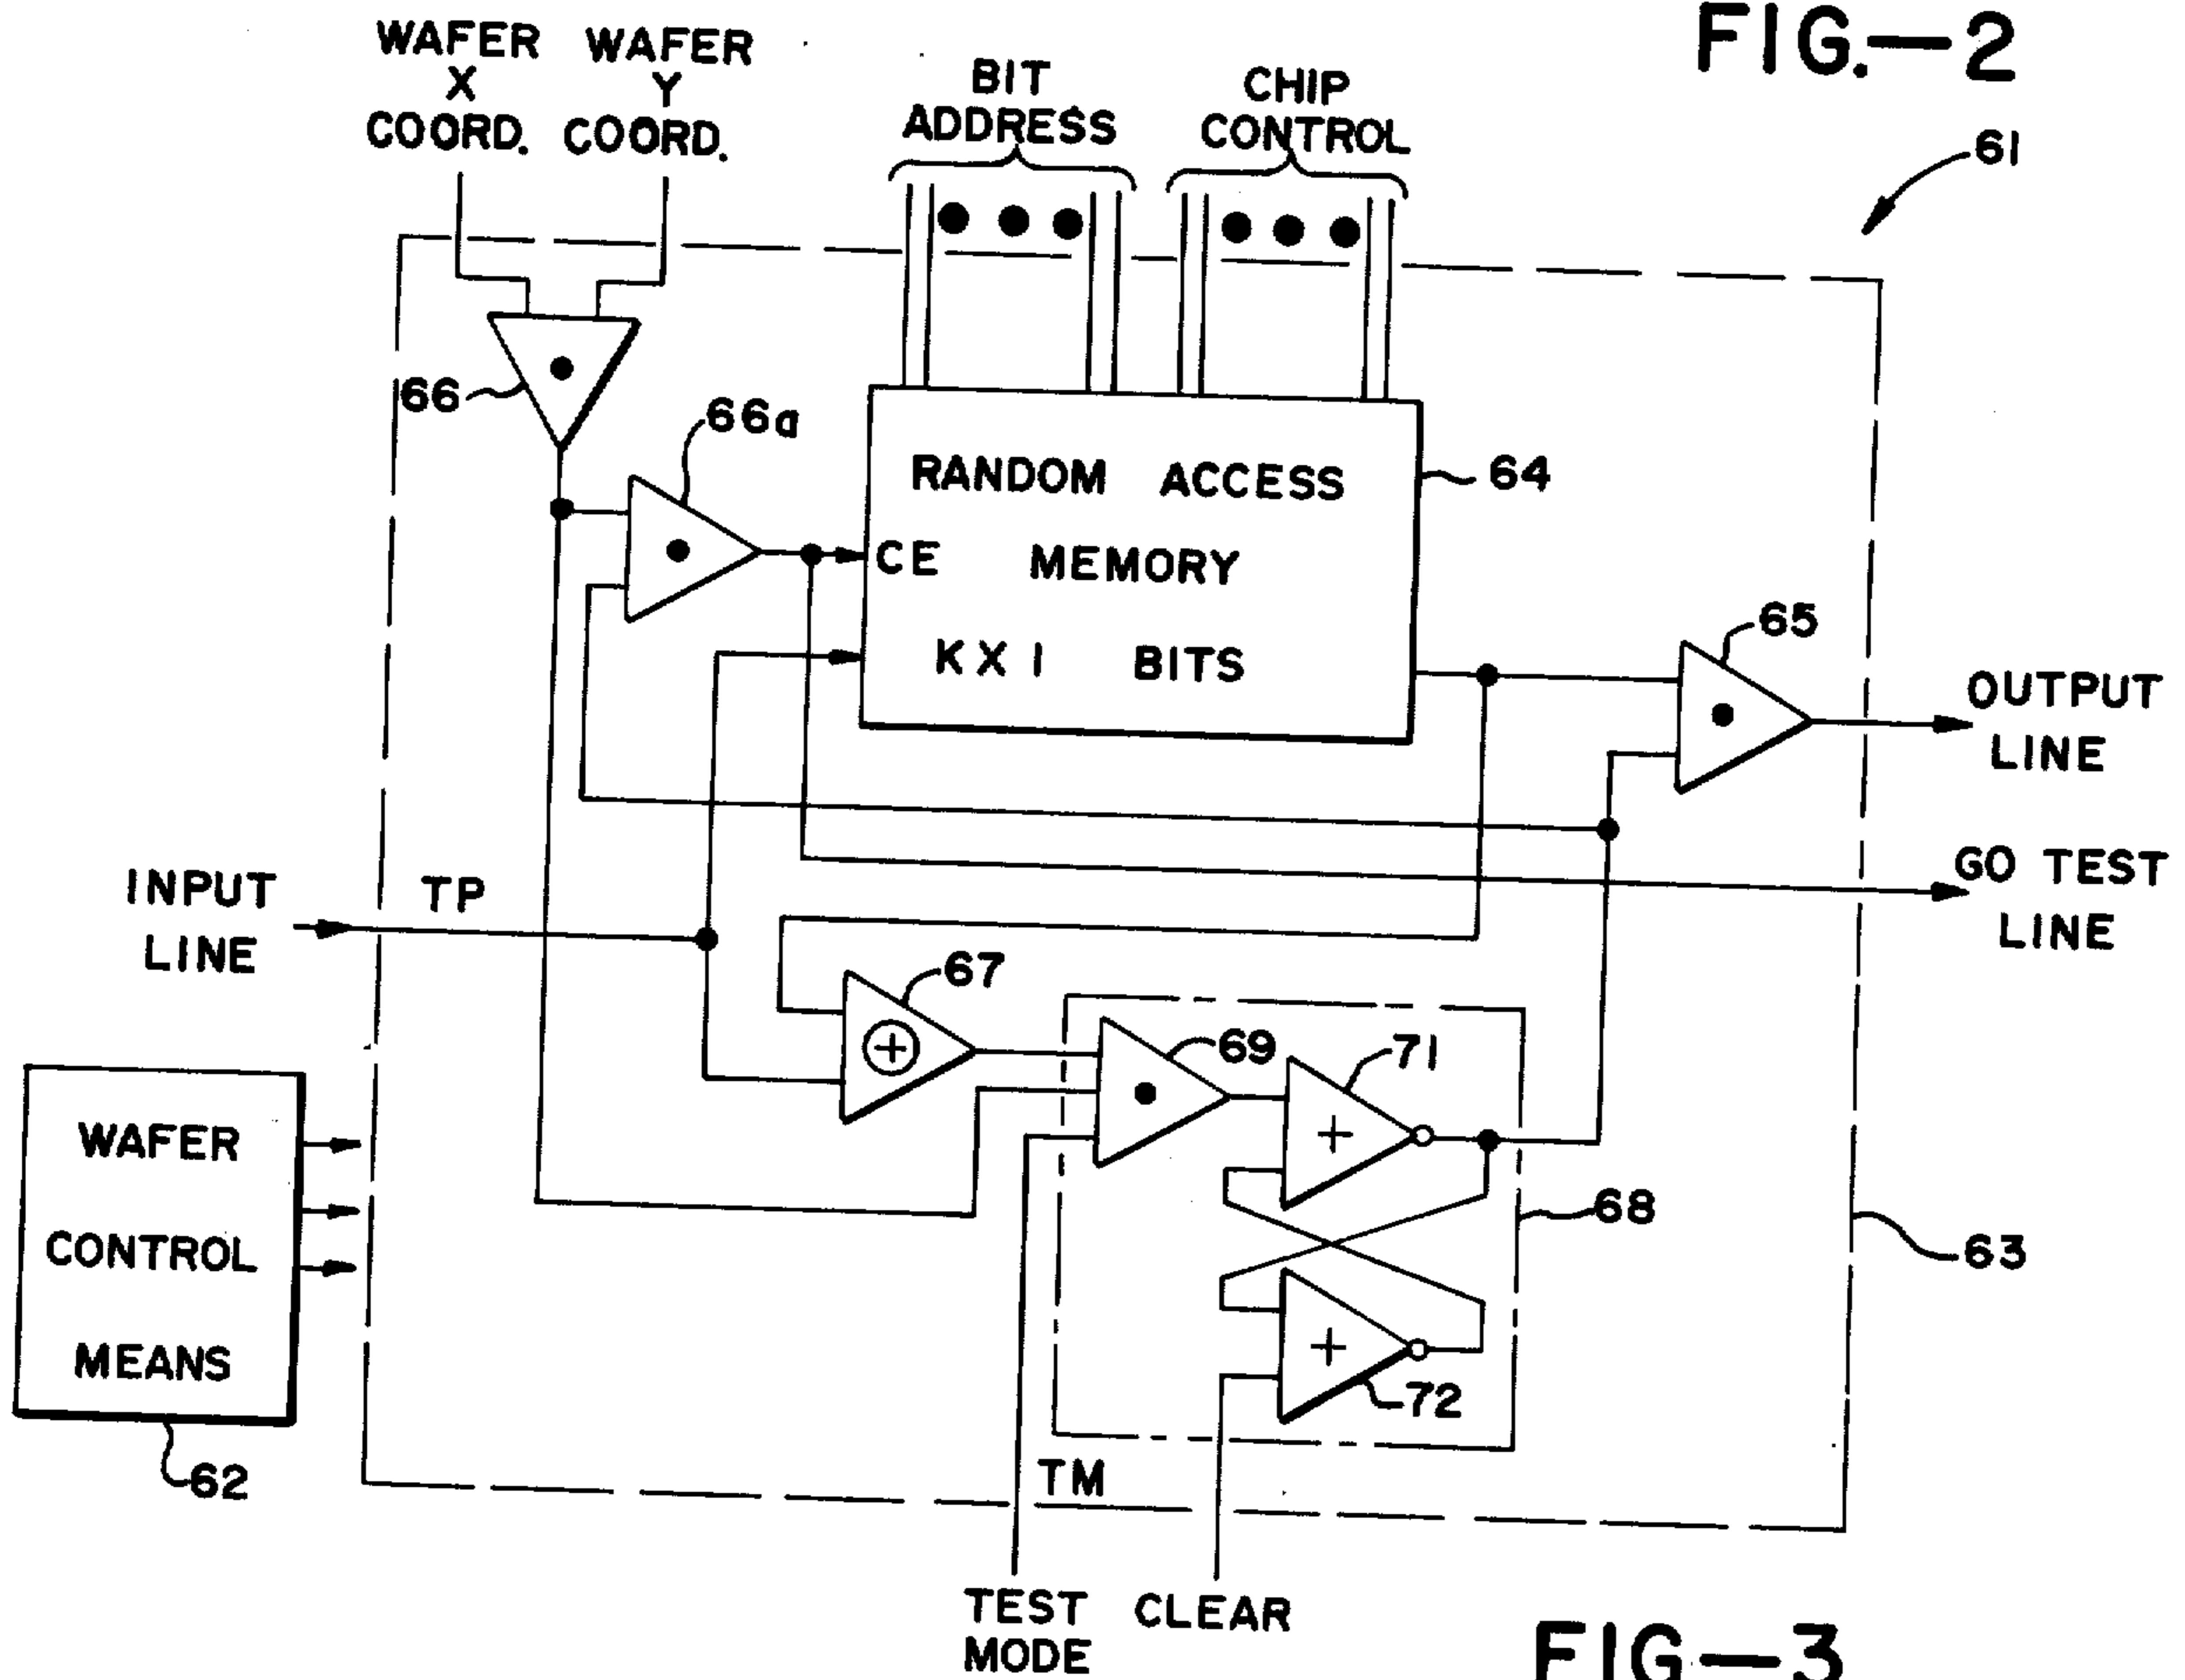 FIG.—2
WAFER
X
COORD.
WAFER
Y
COORD.
BIT
ADDRESS
CHIP
CONTROL
61
66
66a
RANDOM ACCESS
64
CE MEMORY
K X 1 BITS
65
OUTPUT
LINE
INPUT
LINE
TP
GO TEST
LINE
67
69
71
WAFER
CONTROL
MEANS
68
63
72
62
TM
TEST
MODE
CLEAR
FIG—3